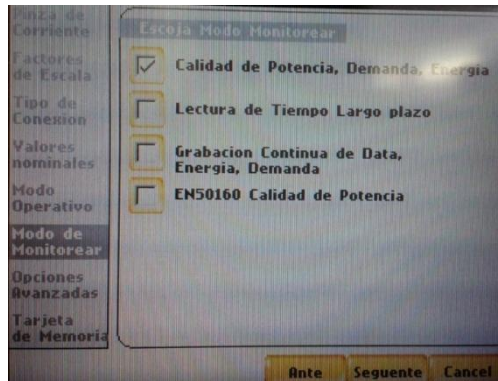 Pinza de
Corriente
Factores
de Escala
Tipo de
Conexion
Valores
nominales
Modo
Operativo
Modo de
Monitorear
Opciones
Avanzadas
Tarjeta
de Memoria
Escoja Modo Monitorear
Calidad de Potencia, Demanda, Energia
Lectura de Tiempo Largo plazo
Grabacion Continua de Data,
Energia, Demanda
EN50160 Calidad de Potencia
Ante Seguente Cancel